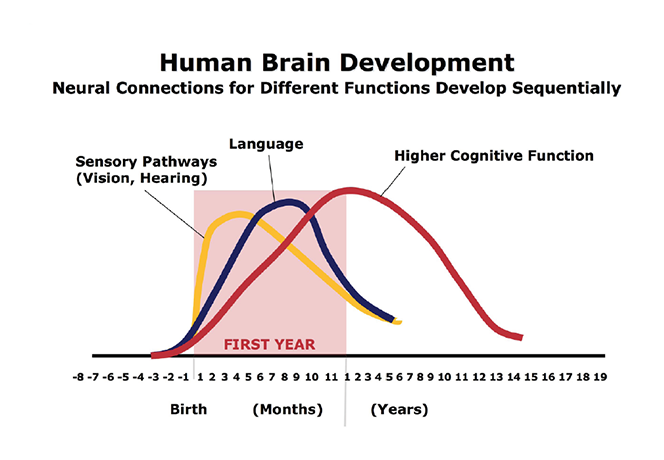 Human Brain Development
Neural Connections for Different Functions Develop Sequentially
Language
Sensory Pathways
(Vision, Hearing)
Higher Cognitive Function
FIRST YEAR
-8 -7 -6 -5 -4 -3 -2 -1 1 2 3 4 5 6 7 8 9 10 11 1 2 3 4 5 6 7 8 9 10 11 12 13 14 15 16 17 18 19
Birth (Months) (Years)